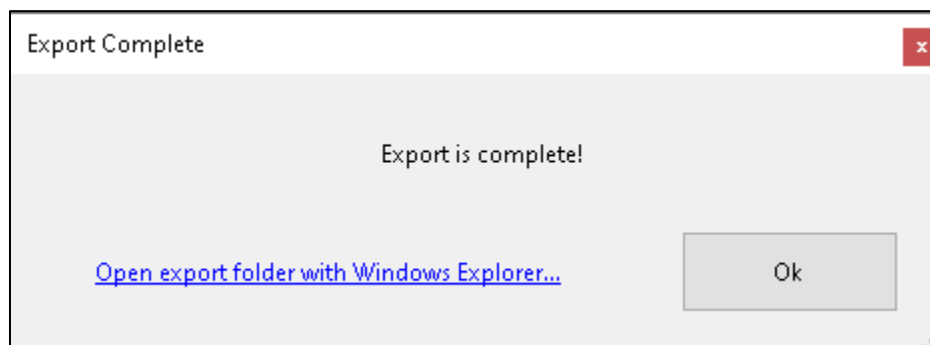 Export Complete
x
Export is complete!
Open export folder with Windows Explorer...
Ok